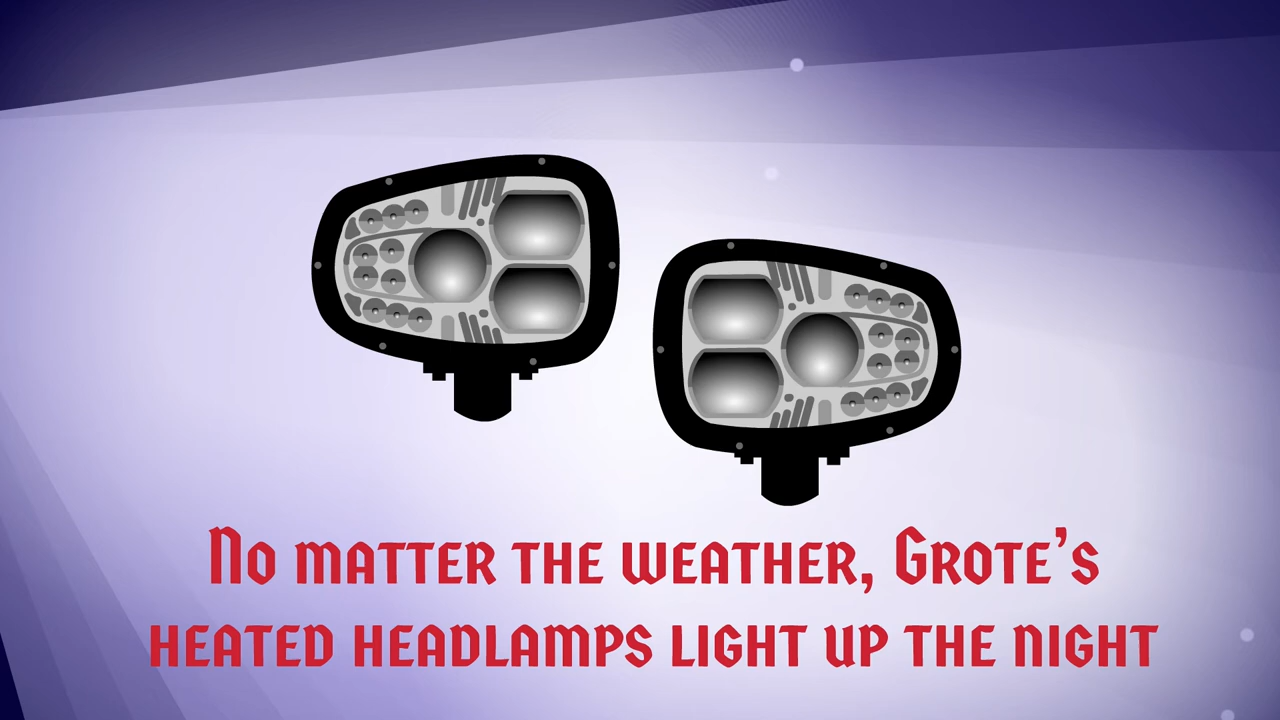 No matter the weather, Grote’s
heated headlamps light up the night